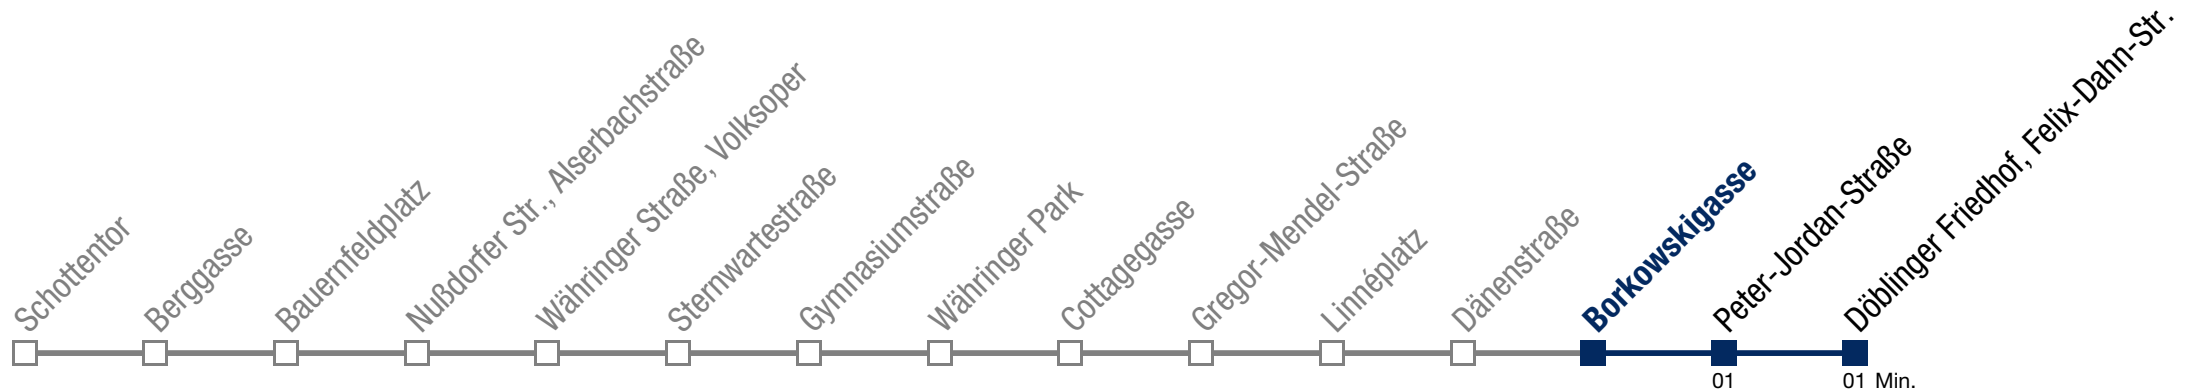 Schottentor
Berggasse
Bauernfeldplatz
Nußdorfer Str., Alserbachstraße
Währinger Straße, Volksoper
Sternwartestraße
Gymnasiumstraße
Währinger Park
Cottagegasse
Gregor-Mendel-Straße
Linnéplatz
Dänenstraße
Borkowskigasse
Peter-Jordan-Straße
Döblinger Friedhof, Felix-Dahn-Str.
01
01 Min.